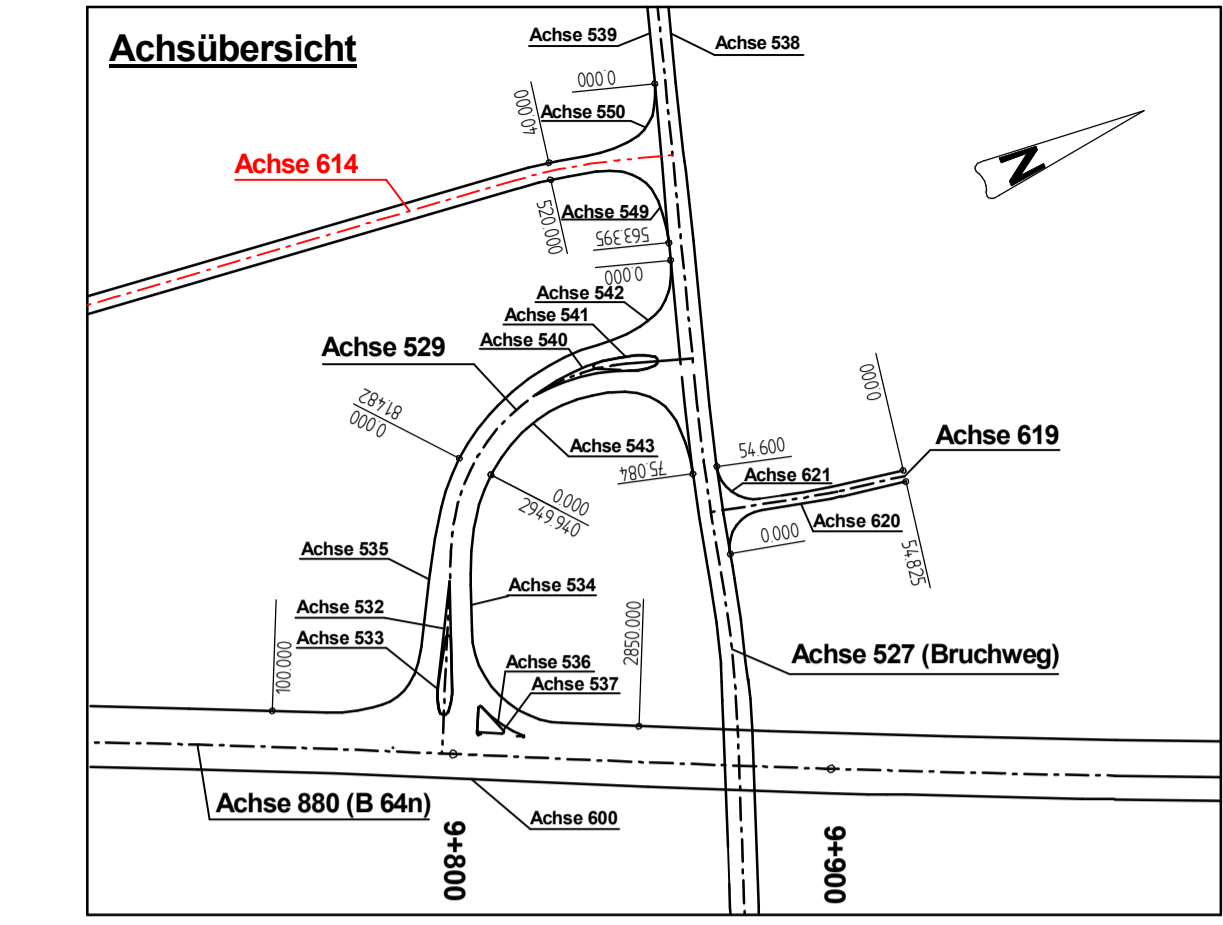 Achsübersicht
Achse 539
Achse 538
0.000
40.000
Achse 550
Achse 614
N
520.000
Achse 549
563.395
0.000
Achse 542
Achse 541
Achse 540
Achse 529
81.482
0.000
0.000
Achse 543
75.084
54.600
Achse 619
Achse 621
0.000
2949.940
Achse 620
0.000
54.825
Achse 535
Achse 534
Achse 532
Achse 533
100.000
2850.000
Achse 536
Achse 537
Achse 527 (Bruchweg)
Achse 880 (B 64n)
Achse 600
9+800
9+900